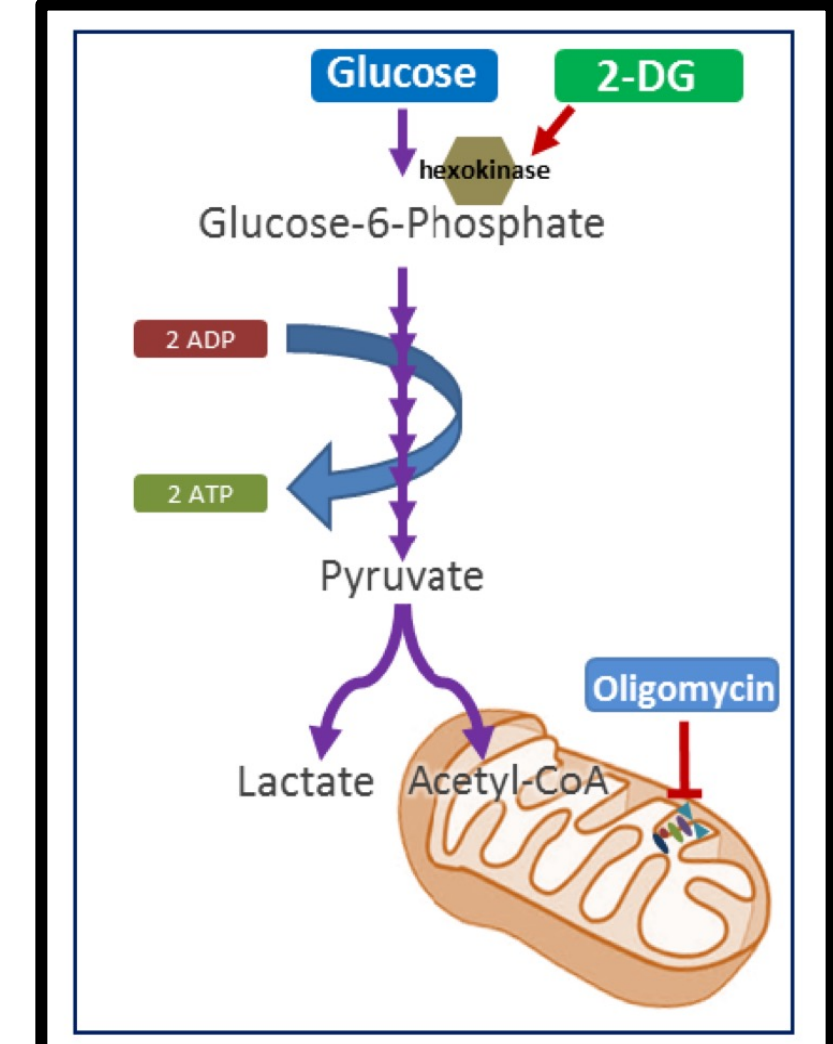 Glucose
2-DG
hexokinase
Glucose-6-Phosphate
2 ADP
2 ATP
Pyruvate
Oligomycin
Lactate
Acetyl-CoA